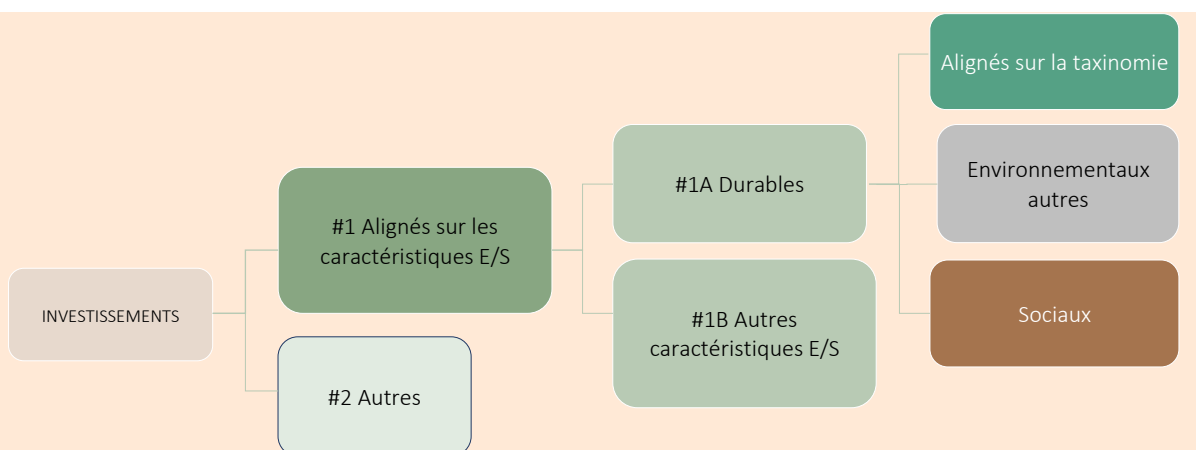 Alignés sur la taxinomie
#1A Durables
Environnementaux
autres
#1 Alignés sur les
caractéristiques E/S
INVESTISSEMENTS
#1B Autres
caractéristiques E/S
Sociaux
#2 Autres